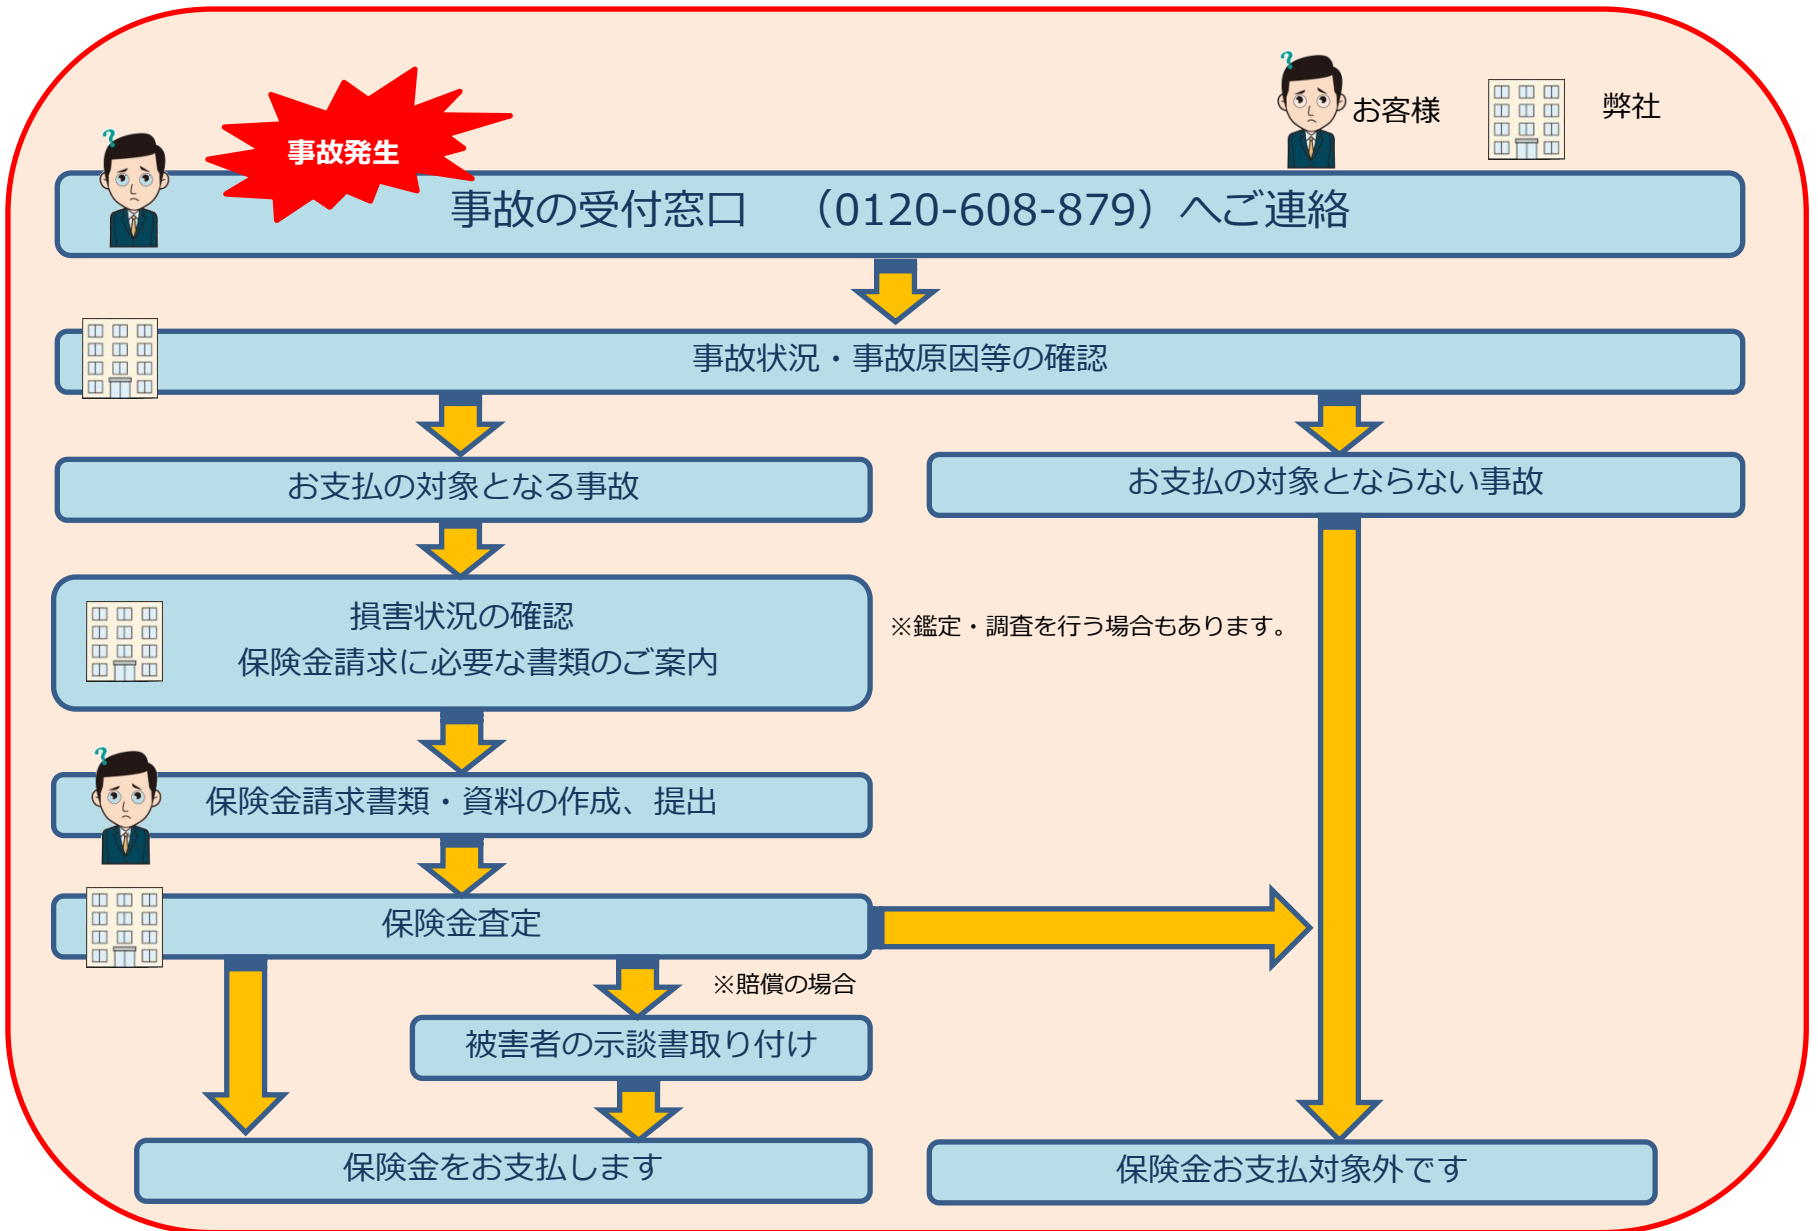 お客様
弊社
事故発生
事故の受付窓口　（0120-608-879）へご連絡
事故状況・事故原因等の確認
お支払の対象となる事故
お支払の対象とならない事故
損害状況の確認
保険金請求に必要な書類のご案内
※鑑定・調査を行う場合もあります。
保険金請求書類・資料の作成、提出
保険金査定
※賠償の場合
被害者の示談書取り付け
保険金をお支払します
保険金お支払対象外です